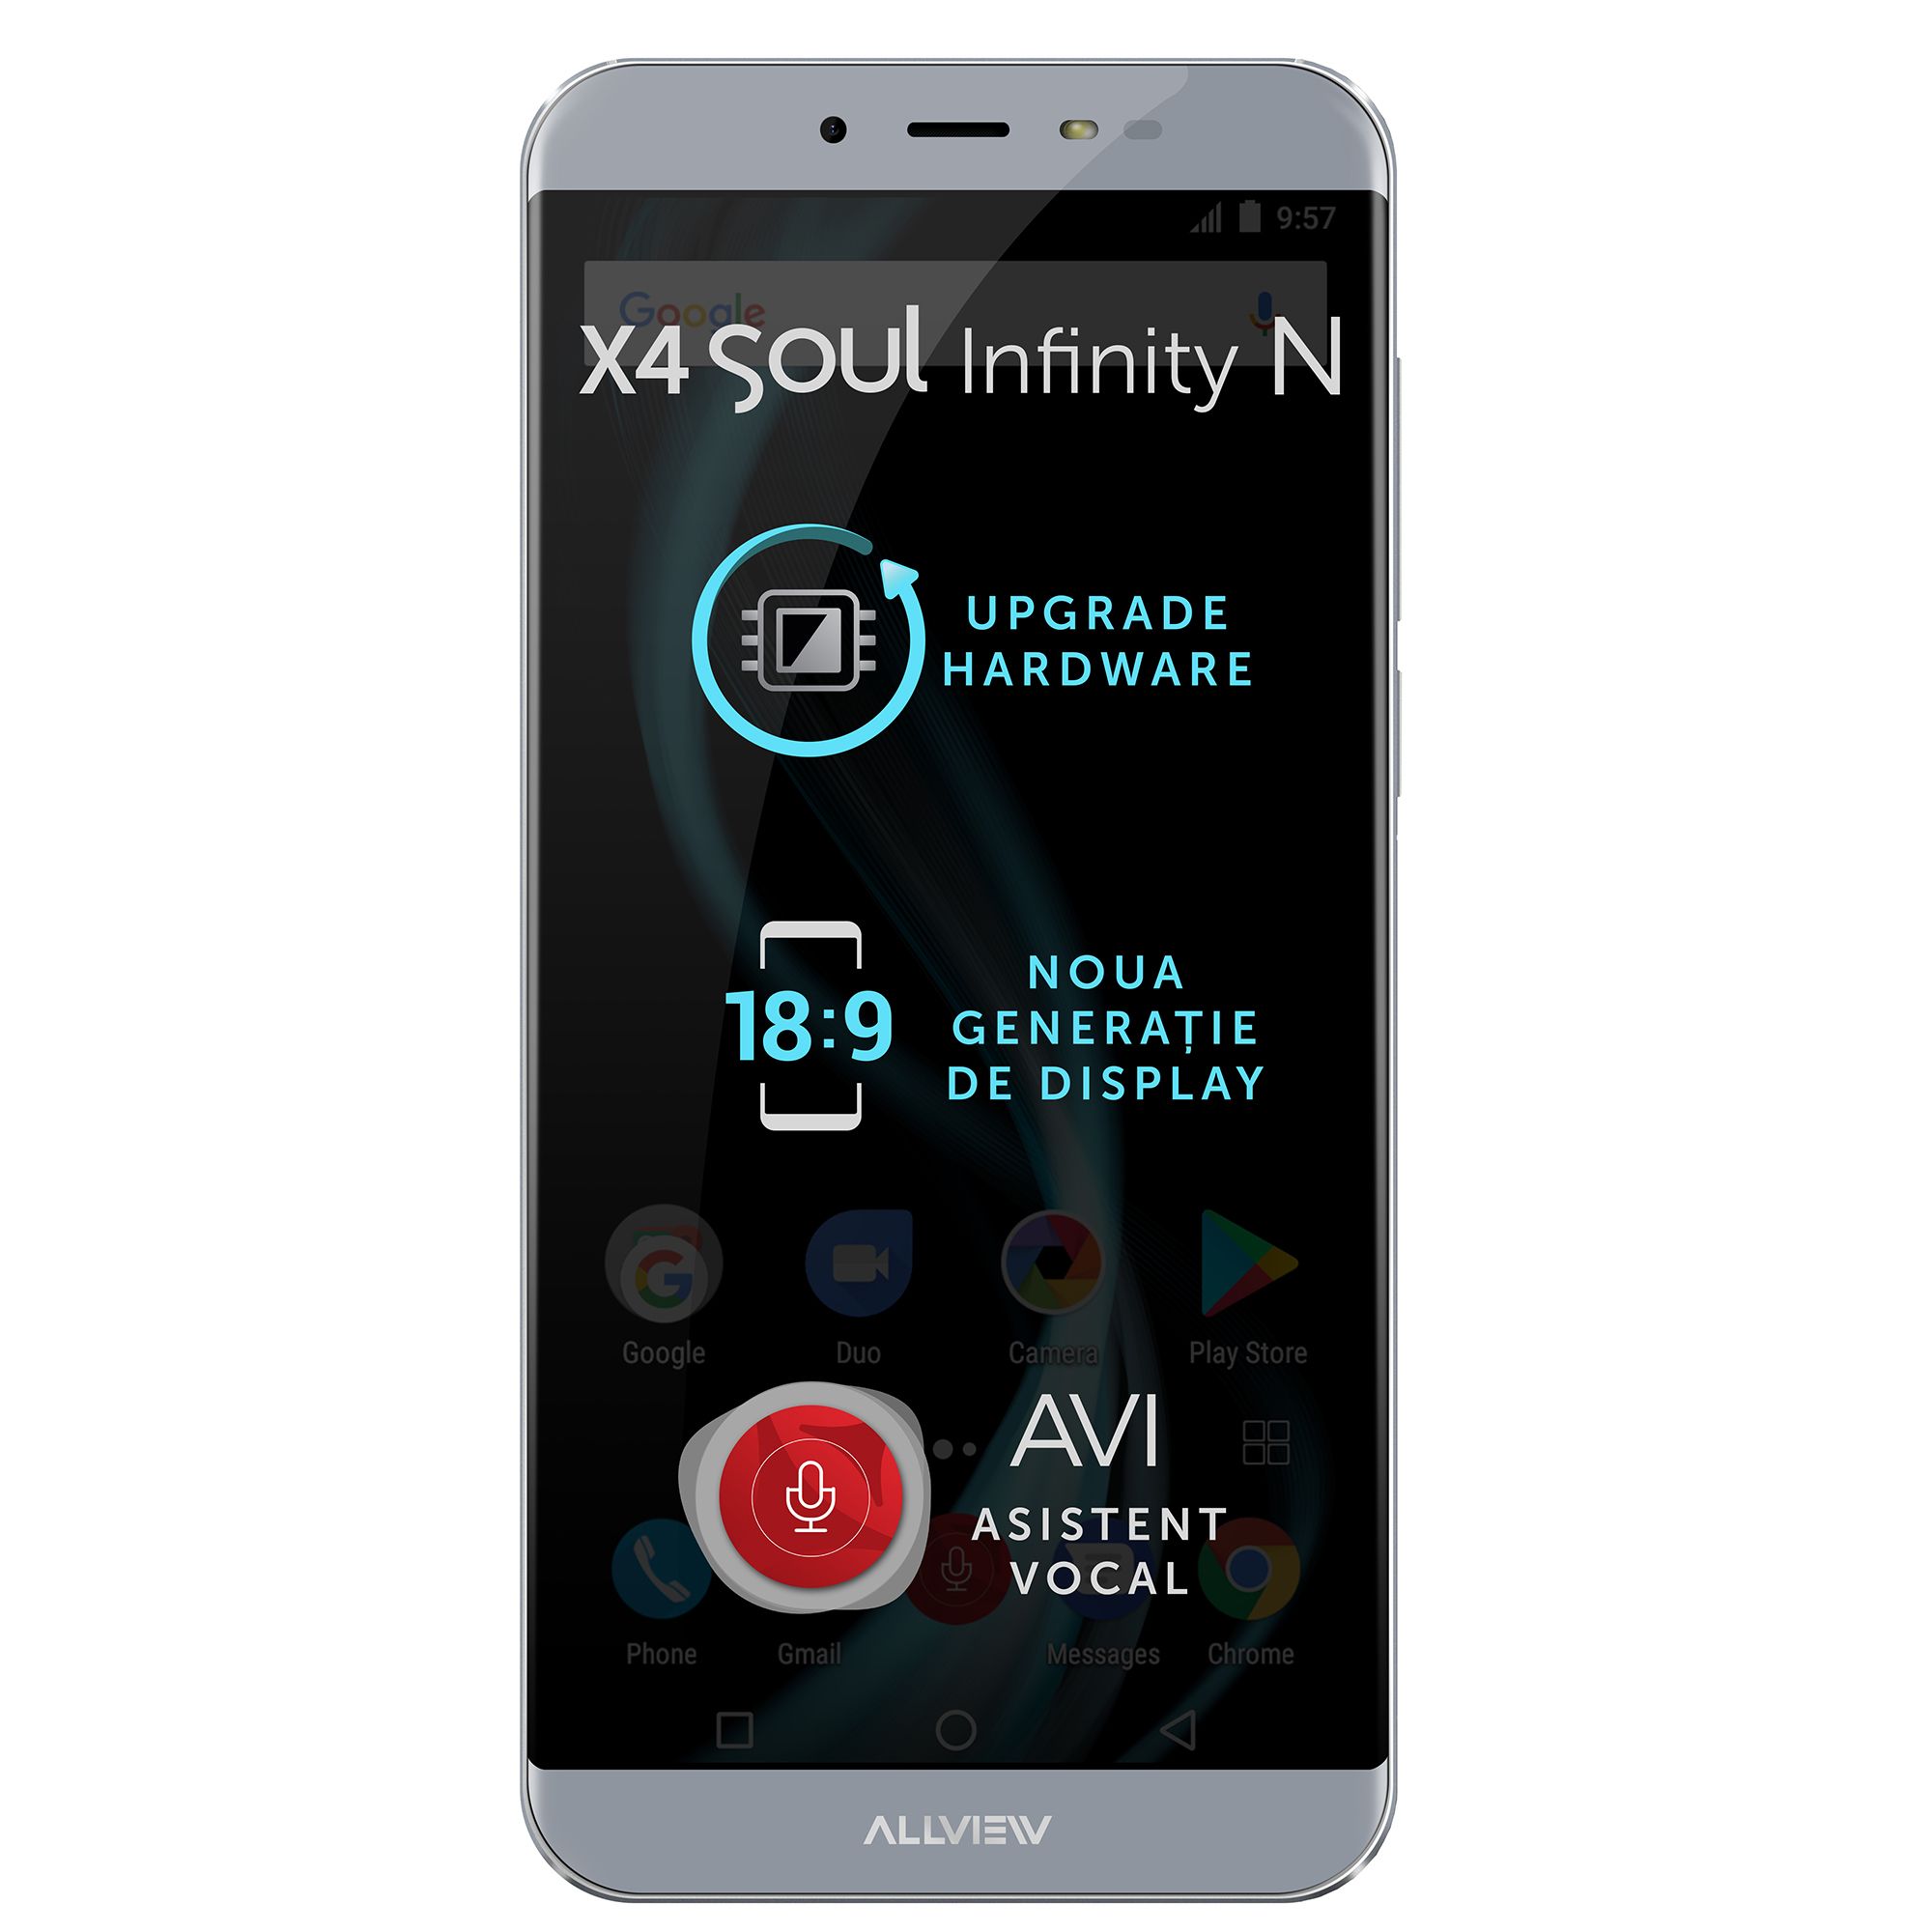 9:57
Google
X4 Soul Infinity N
UPGRADE
HARDWARE
18:9
NOUA
GENERAȚIE
DE DISPLAY
Google
Duo
Camera
Play Store
AVI
ASISTENT
VOCAL
Phone
Gmail
Messages
Chrome
ALLVIEW